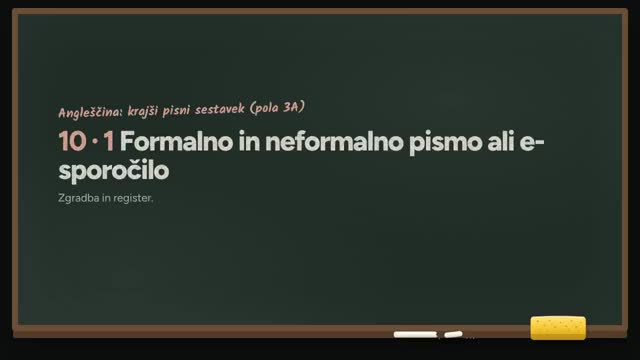 Angleščina: krajši pisni sestavek (pola 3A)
10 · 1 Formalno in neformalno pismo ali e-
sporočilo
Zgradba in register.